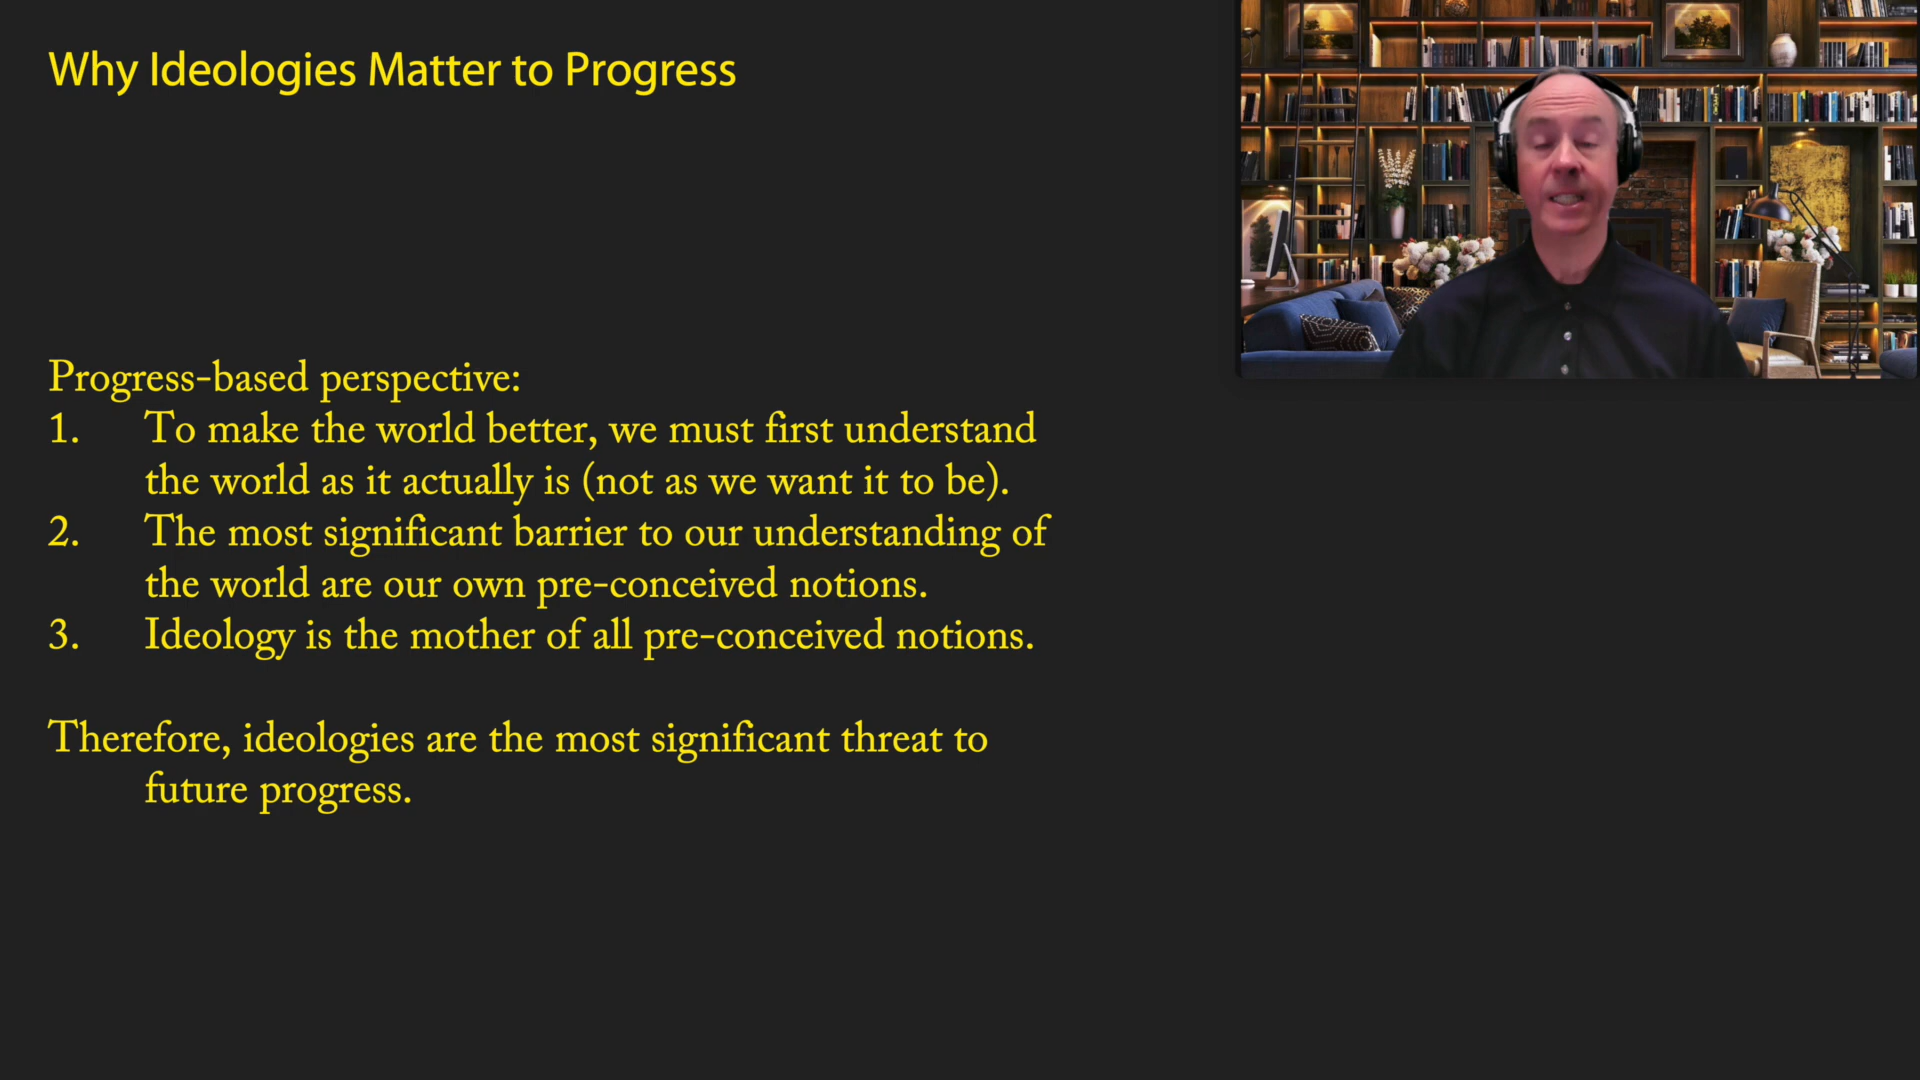 Why Ideologies Matter to Progress
Progress-based perspective:
1. To make the world better, we must first understand
the world as it actually is (not as we want it to be).
2. The most significant barrier to our understanding of
the world are our own pre-conceived notions.
3. Ideology is the mother of all pre-conceived notions.
Therefore, ideologies are the most significant threat to
future progress.